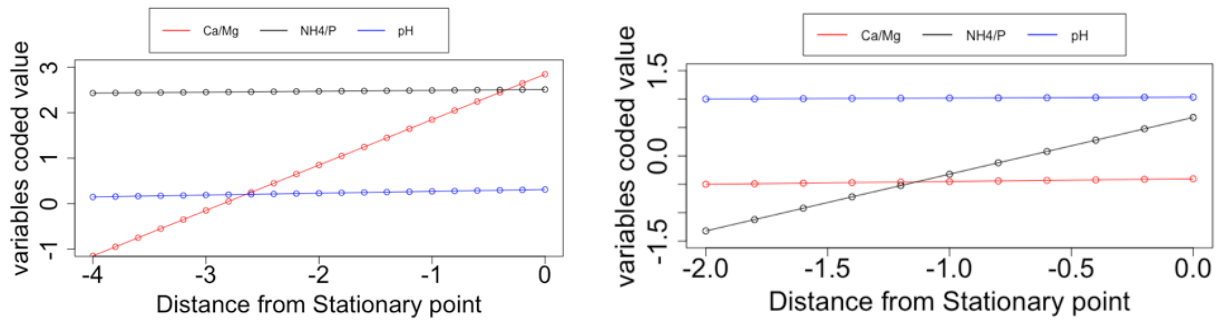 Ca/Mg NH4/P pH
variables coded value
3
2
1
0
-1
-4 -3 -2 -1 0
Distance from Stationary point
Ca/Mg NH4/P pH
variables coded value
1.5
0.0
-1.5
-2.0 -1.5 -1.0 -0.5 0.0
Distance from Stationary point